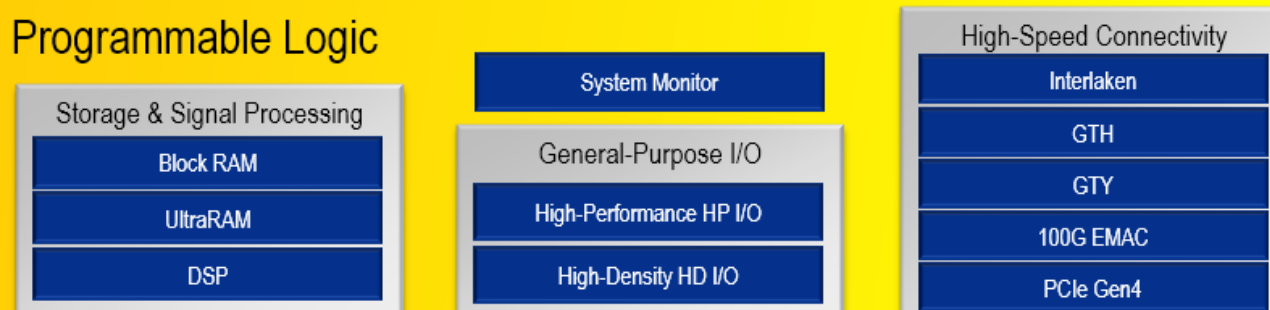 Programmable Logic
Storage & Signal Processing
Block RAM
UltraRAM
DSP
System Monitor
General-Purpose I/O
High-Performance HP I/O
High-Density HD I/O
High-Speed Connectivity
Interlaken
GTH
GTY
100G EMAC
PCIe Gen4